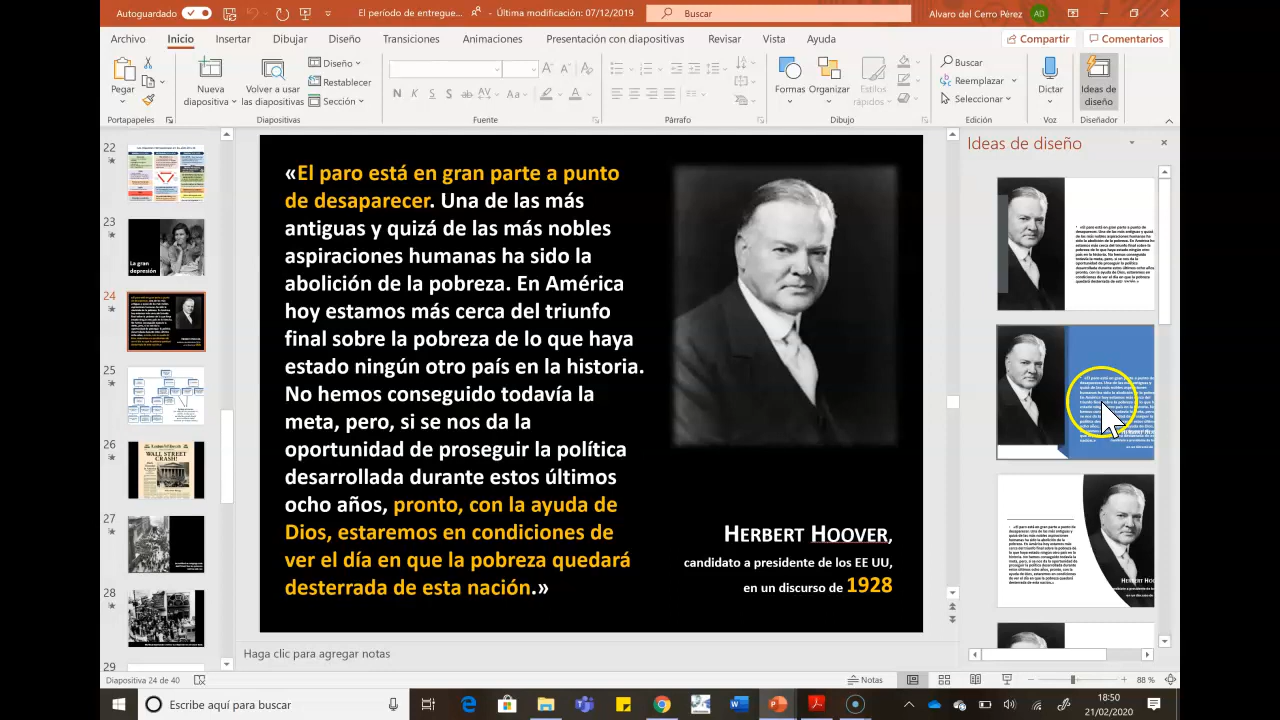 Autoguardado
El período de entregue...
Última modificación: 07/12/2019
Buscar
Alvaro del Cerro Pérez
AD
Archivo
Inicio
Insertar
Dibujar
Diseño
Transiciones
Animaciones
Presentación con diapositivas
Revisar
Vista
Ayuda
Compartir
Comentarios
Pegar
Nueva diapositiva
Volver a usar las diapositivas
Diseño
Restablecer
Sección
Buscar
Reemplazar
Seleccionar
Formas
Organizar
Estilos rápidos
Dictar
Ideas de diseño
Portapapeles
Diapositivas
Fuente
Párrafo
Dibujo
Edición
Voz
Diseñador
22
23
La gran
depresión
24
25
26
WALL STREET
CRASH!
27
28
29
«El paro está en gran parte a punto
de desaparecer. Una de las más
antiguas y quizá de las más nobles
aspiraciones humanas ha sido la
abolición de la pobreza. En América
hoy estamos más cerca del triunfo
final sobre la pobreza de lo que haya
estado ningún otro país en la historia.
No hemos conseguido todavía la
meta, pero, si se nos da la
oportunidad de proseguir la política
desarrollada durante estos últimos
ocho años, pronto, con la ayuda de
Dios, estaremos en condiciones de
ver el día en que la pobreza quedará
desterrada de esta nación.»
HERBERT HOOVER,
candidato a presidente de los EE UU,
en un discurso de 1928
Ideas de diseño
Haga clic para agregar notas
Diapositiva 24 de 40
Notas
88 %
Escribe aquí para buscar
18:50
21/02/2020